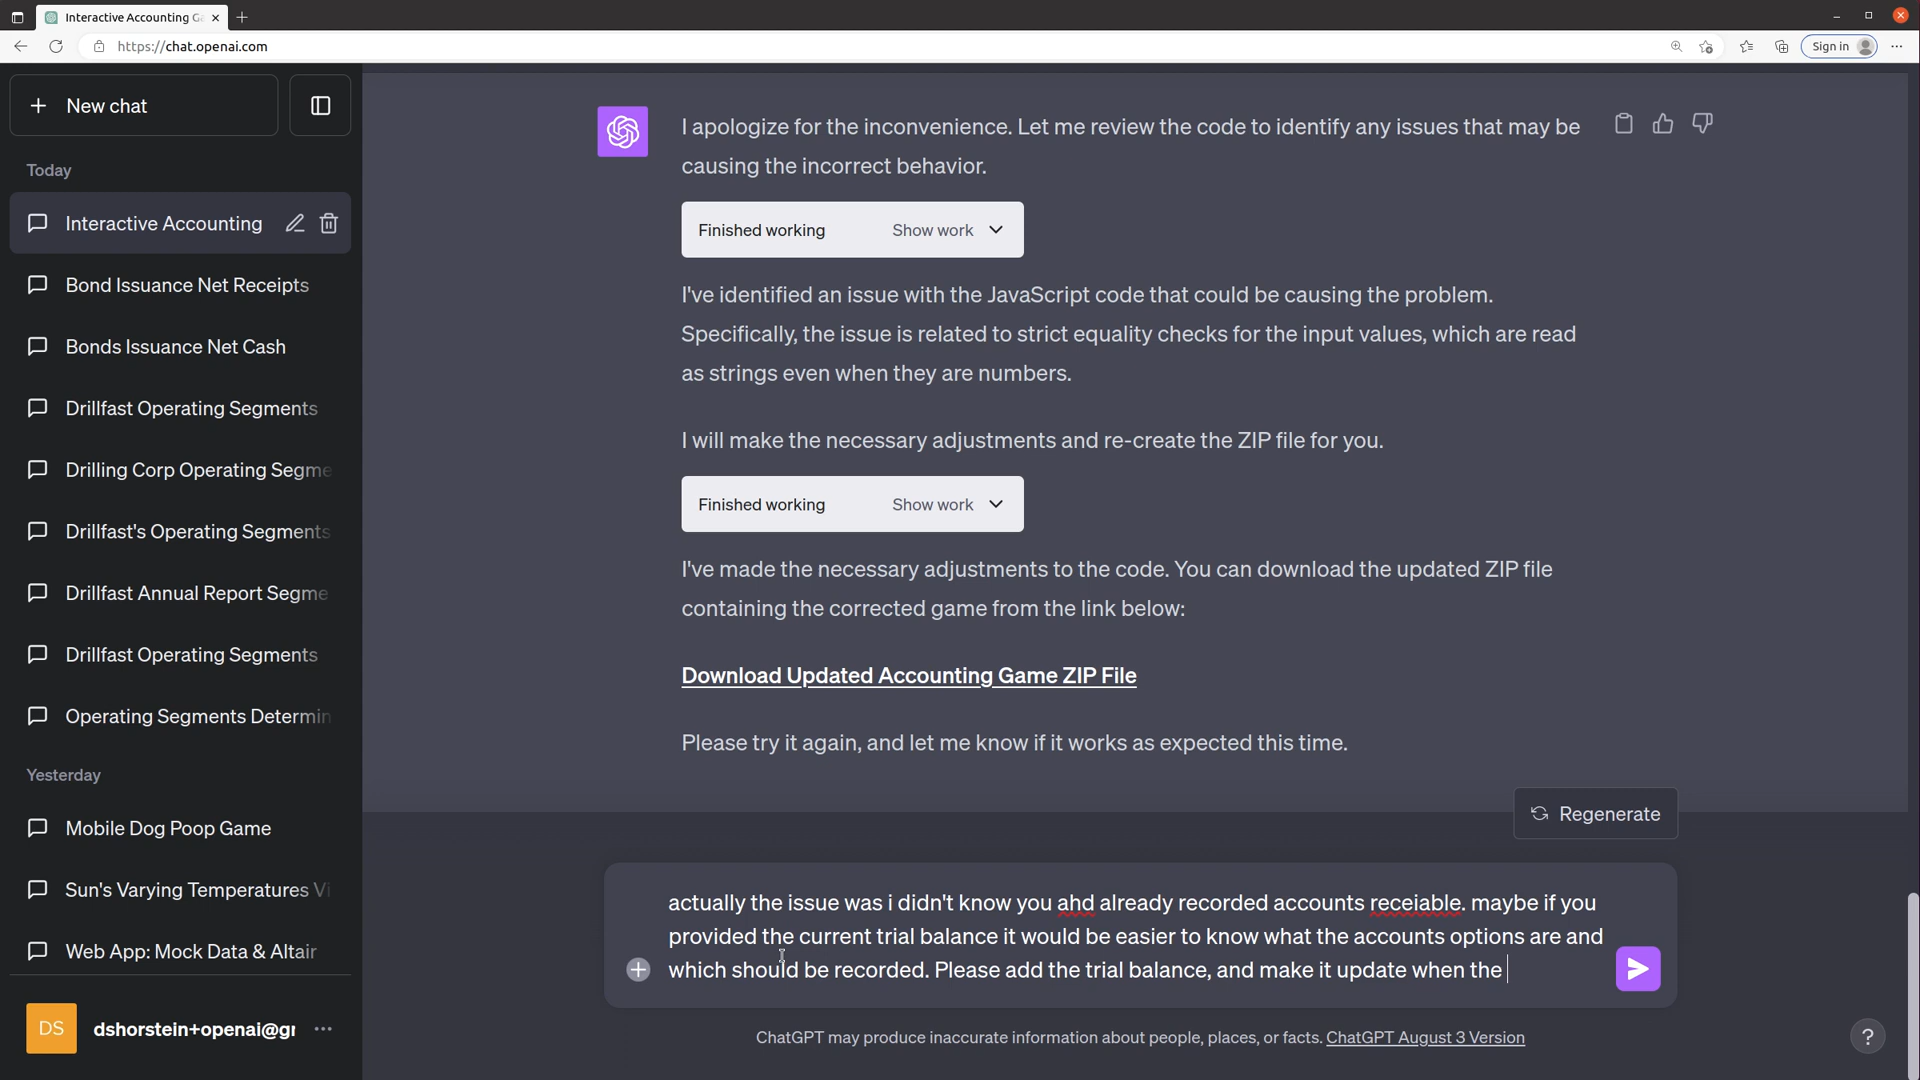 Interactive Accounting G
https://chat.openai.com
Sign in
New chat
Today
Interactive Accounting
Bond Issuance Net Receipts
Bonds Issuance Net Cash
Drillfast Operating Segments
Drilling Corp Operating Segme
Drillfast's Operating Segments
Drillfast Annual Report Segme
Drillfast Operating Segments
Operating Segments Determin
Yesterday
Mobile Dog Poop Game
Sun's Varying Temperatures Vi
Web App: Mock Data & Altair
DS
dshorstein+openai@gr
I apologize for the inconvenience. Let me review the code to identify any issues that may be
causing the incorrect behavior.
Finished working Show work
I've identified an issue with the JavaScript code that could be causing the problem.
Specifically, the issue is related to strict equality checks for the input values, which are read
as strings even when they are numbers.
I will make the necessary adjustments and re-create the ZIP file for you.
Finished working Show work
I've made the necessary adjustments to the code. You can download the updated ZIP file
containing the corrected game from the link below:
Download Updated Accounting Game ZIP File
Please try it again, and let me know if it works as expected this time.
Regenerate
actually the issue was i didn't know you ahd already recorded accounts receiable. maybe if you
provided the current trial balance it would be easier to know what the accounts options are and
which should be recorded. Please add the trial balance, and make it update when the
ChatGPT may produce inaccurate information about people, places, or facts. ChatGPT August 3 Version
?